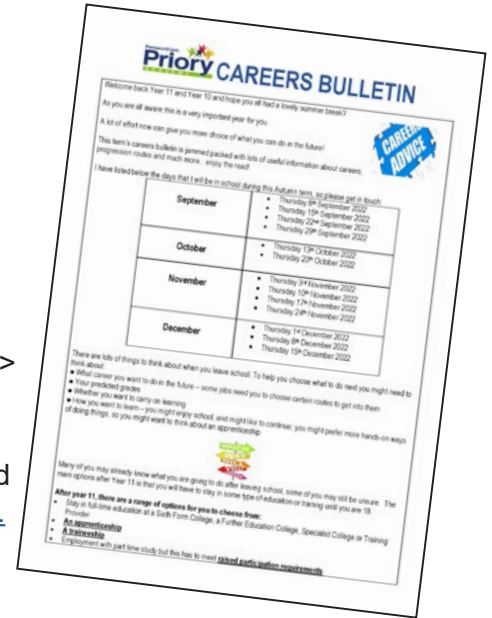 Penwortham
Priory
ACADEMY
CAREERS BULLETIN
Welcome back Year 11 and Year 10 and hope you all had a lovely summer break?
As you are all aware this is a very important year for you.
A lot of effort now can give you more choice of what you can do in the future!
CAREERS
ADVICE
This term's careers bulletin is jammed packed with lots of useful information about careers,
progression routes and much more... enjoy the read!
I have listed below the days that I will be in school during this Autumn term, so please get in touch:
September
• Thursday 8th September 2022
• Thursday 15th September 2022
• Thursday 22nd September 2022
• Thursday 29th September 2022
October
• Thursday 13th October 2022
• Thursday 20th October 2022
November
• Thursday 3rd November 2022
• Thursday 10th November 2022
• Thursday 17th November 2022
• Thursday 24th November 2022
December
• Thursday 1st December 2022
• Thursday 8th December 2022
• Thursday 15th December 2022
>
There are lots of things to think about when you leave school. To help you choose what to do next you might need to
think about:
● What career you want to do in the future – some jobs need you to choose certain routes to get into them
● Your predicted grades
● Whether you want to carry on learning
● How you want to learn – you might enjoy school, and might like to continue; you might prefer more hands-on ways
of doing things, so you might want to think about an apprenticeship
d
Many of you may already know what you are going to do after leaving school, some of you may still be unsure. The
main options after Year 11 is that you will have to stay in some type of education or training until you are 18.
After year 11, there are a range of options for you to choose from:
• Stay in full-time education at a Sixth Form College, a Further Education College, Specialist College or Training
Provider
• An apprenticeship
• A traineeship
• Employment with part time study but this has to meet raised participation requirements